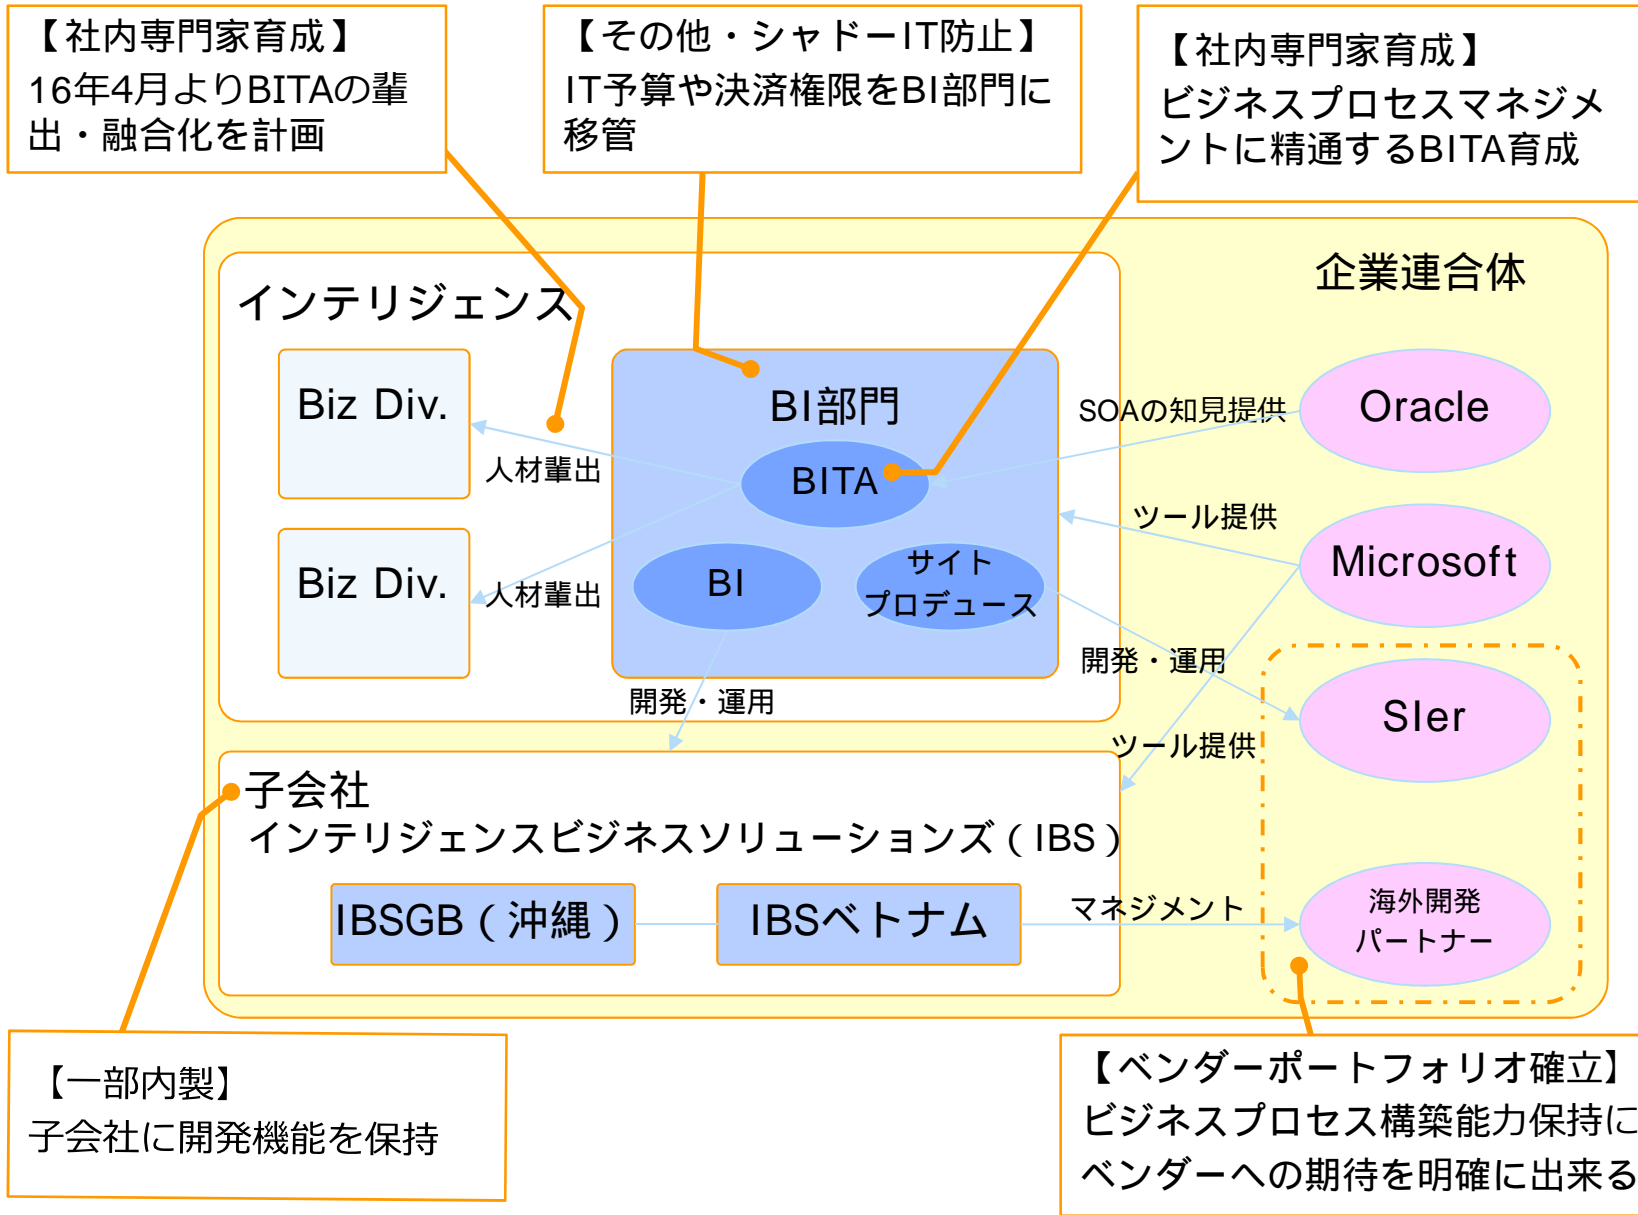 【社内専門家育成】
16年4月よりBITAの輩
出・融合化を計画
【その他・シャドーIT防止】
IT予算や決済権限をBI部門に
移管
【社内専門家育成】
ビジネスプロセスマネジメ
ントに精通するBITA育成
企業連合体
インテリジェンス
Biz Div.
BI部門
SOAの知見提供
Oracle
人材輩出
BITA
ツール提供
Microsoft
Biz Div.
人材輩出
BI
サイト
プロデュース
開発・運用
開発・運用
SIer
ツール提供
子会社
インテリジェンスビジネスソリューションズ（IBS）
IBSGB（沖縄）
IBSベトナム
マネジメント
海外開発
パートナー
【一部内製】
子会社に開発機能を保持
【ベンダーポートフォリオ確立】
ビジネスプロセス構築能力保持に
ベンダーへの期待を明確に出来る